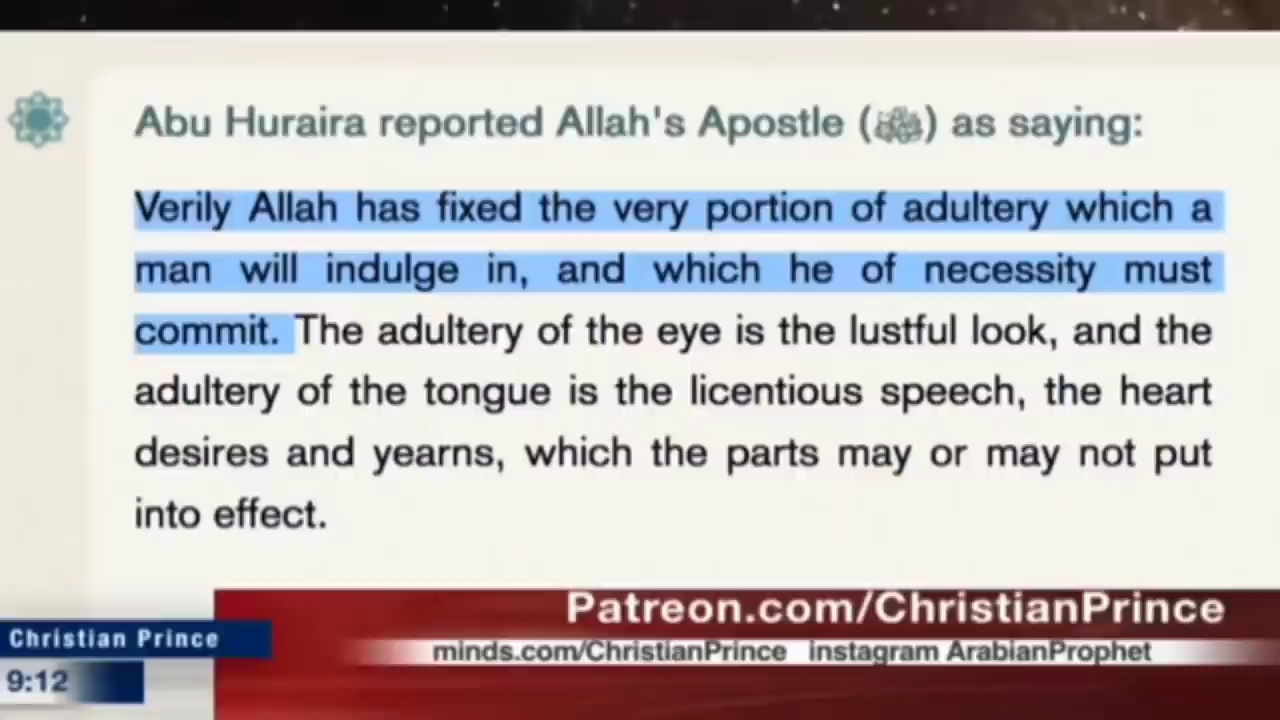 Abu Huraira reported Allah's Apostle (ﷺ) as saying:
Verily Allah has fixed the very portion of adultery which a
man will indulge in, and which he of necessity must
commit. The adultery of the eye is the lustful look, and the
adultery of the tongue is the licentious speech, the heart
desires and yearns, which the parts may or may not put
into effect.
Patreon.com/ChristianPrince
Christian Prince
minds.com/ChristianPrince instagram ArabianProphet
9:12